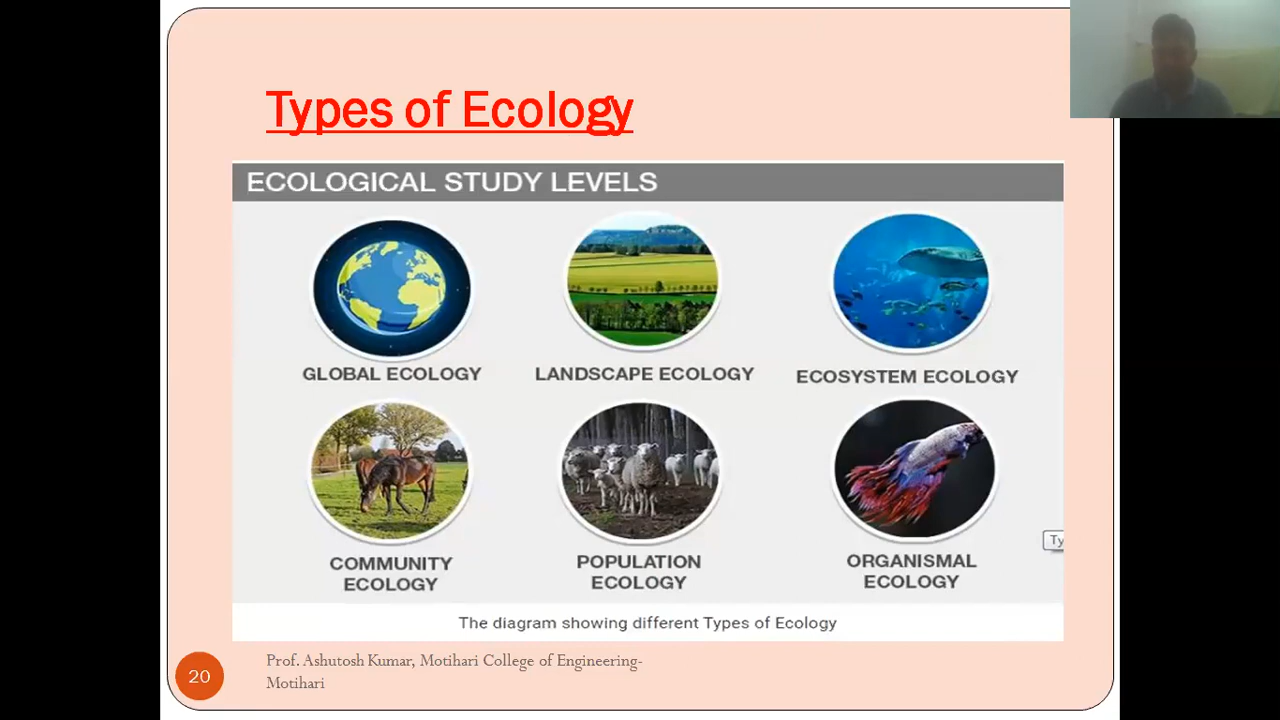 Types of Ecology
ECOLOGICAL STUDY LEVELS
GLOBAL ECOLOGY
LANDSCAPE ECOLOGY
ECOSYSTEM ECOLOGY
COMMUNITY
ECOLOGY
POPULATION
ECOLOGY
ORGANISMAL
ECOLOGY
Ty
The diagram showing different Types of Ecology
Prof. Ashutosh Kumar, Motihari College of Engineering-
Motihari
20